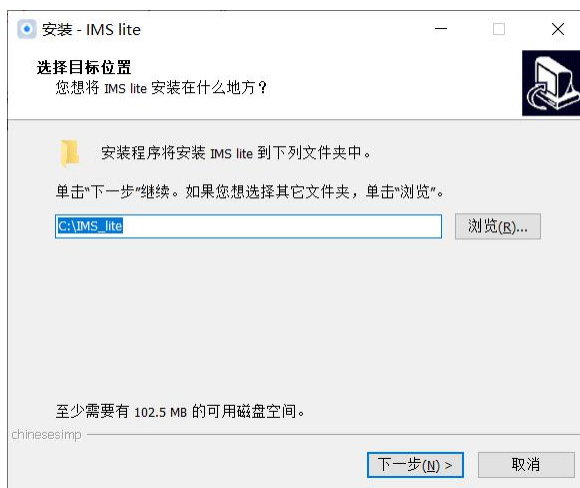 安装 - IMS lite
选择目标位置
您想将 IMS lite 安装在什么地方？
安装程序将安装 IMS lite 到下列文件夹中。
单击“下一步”继续。如果您想选择其它文件夹，单击“浏览”。
C:\IMS_lite
浏览(R)...
至少需要有 102.5 MB 的可用磁盘空间。
chinesesimp
下一步(N) >
取消